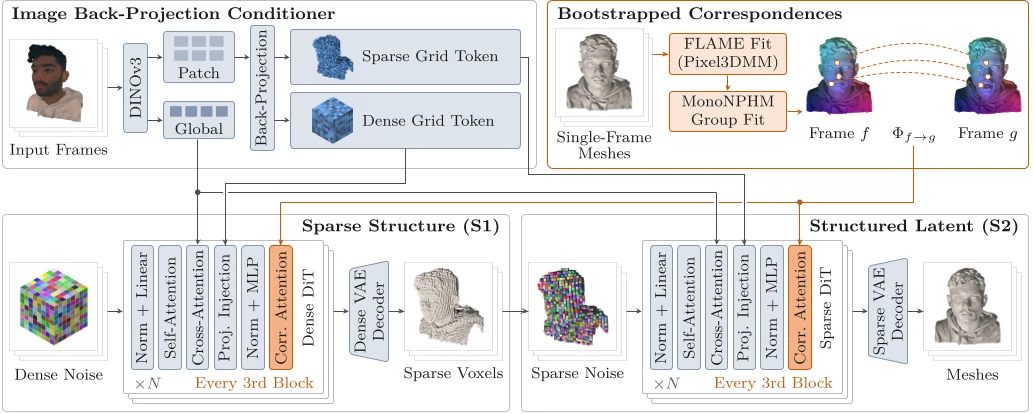 Image Back-Projection Conditioner
Input Frames
DINOv3
Patch
Global
Back-Projection
Sparse Grid Token
Dense Grid Token
Bootstrapped Correspondences
Single-Frame
Meshes
FLAME Fit
(Pixel3DMM)
MonoNPHM
Group Fit
Frame f
Φf→g
Frame g
Sparse Structure (S1)
Dense Noise
Norm + Linear
Self-Attention
Cross-Attention
Proj. Injection
Norm + MLP
Corr. Attention
Dense DiT
×N
Every 3rd Block
Dense VAE
Decoder
Sparse Voxels
Structured Latent (S2)
Sparse Noise
Norm + Linear
Self-Attention
Cross-Attention
Proj. Injection
Norm + MLP
Corr. Attention
Sparse DiT
×N
Every 3rd Block
Sparse VAE
Decoder
Meshes